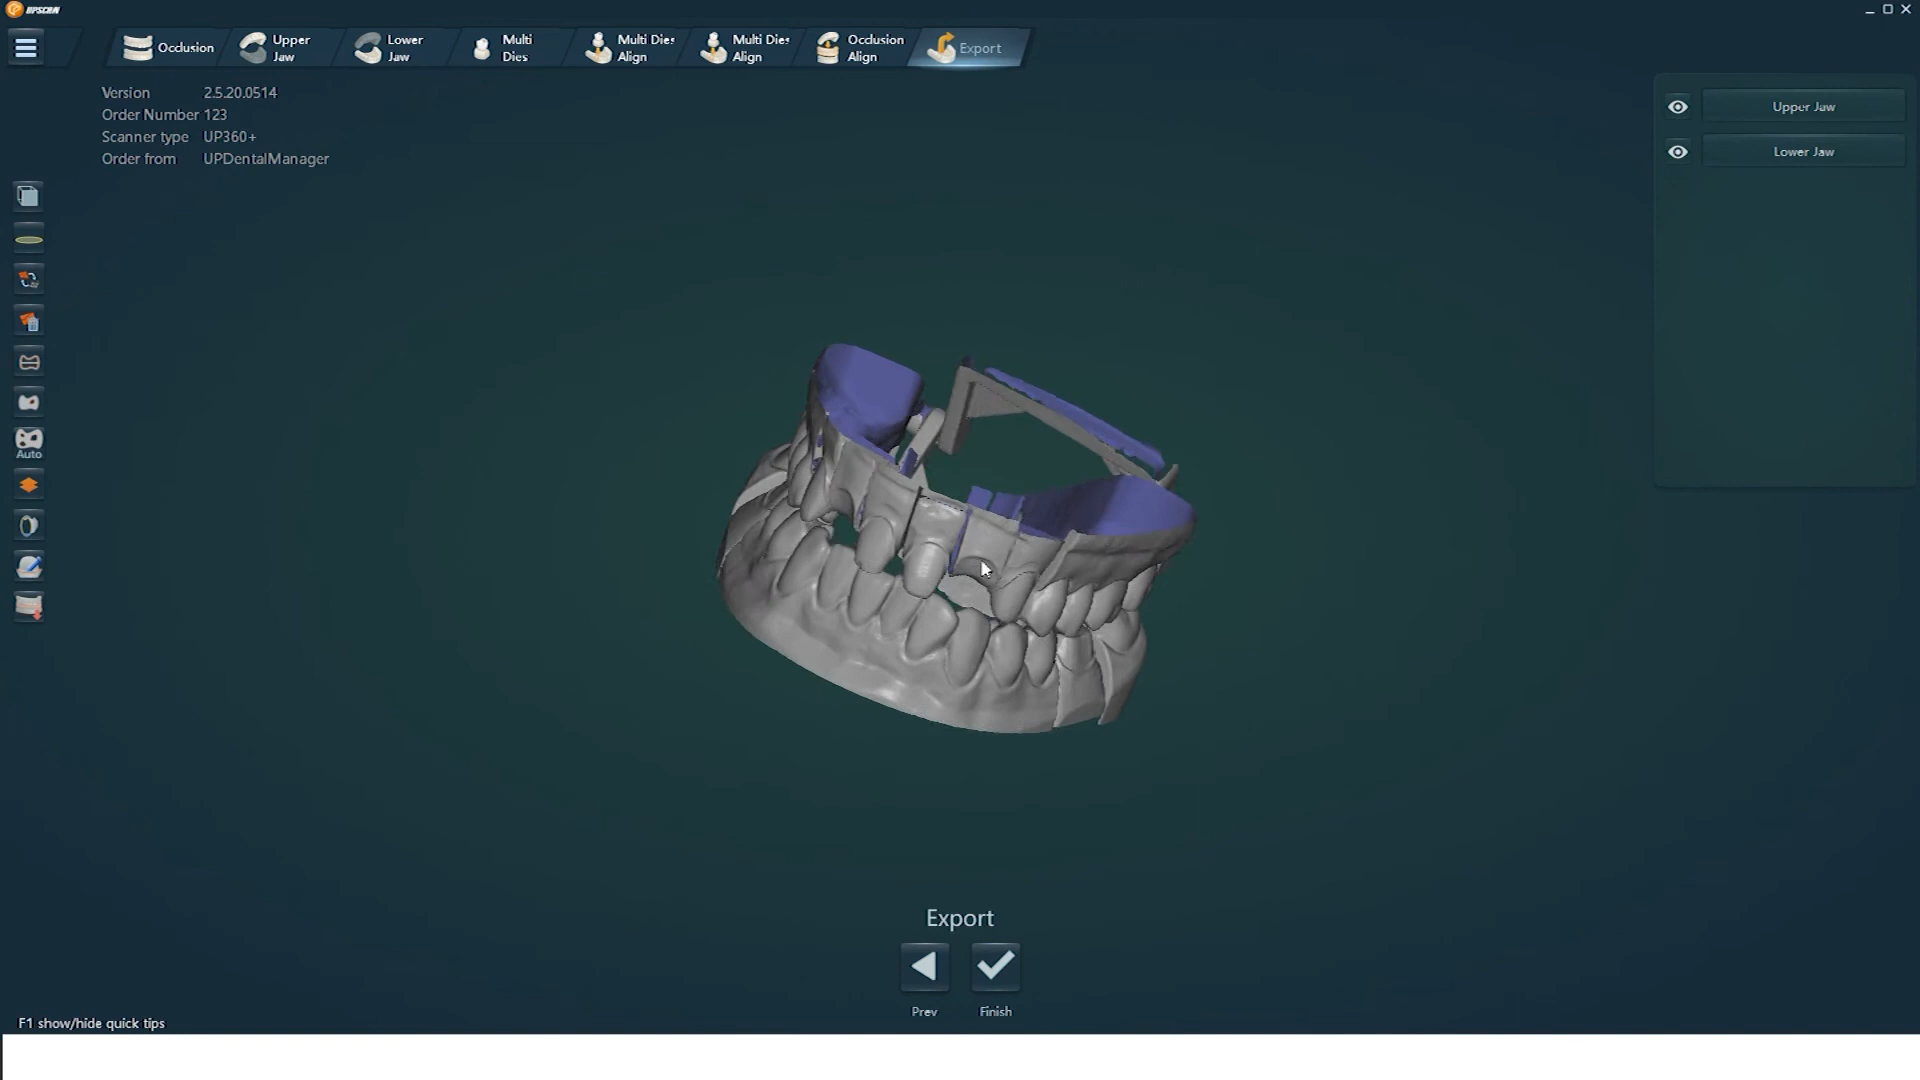 UPSCAN
Occlusion
Upper
Jaw
Lower
Jaw
Multi
Dies
Multi Dies
Align
Multi Dies
Align
Occlusion
Align
Export
Version 2.5.20.0514
Order Number 123
Scanner type UP360+
Order from UPDentalManager
Upper Jaw
Lower Jaw
Auto
Export
Prev
Finish
F1 show/hide quick tips